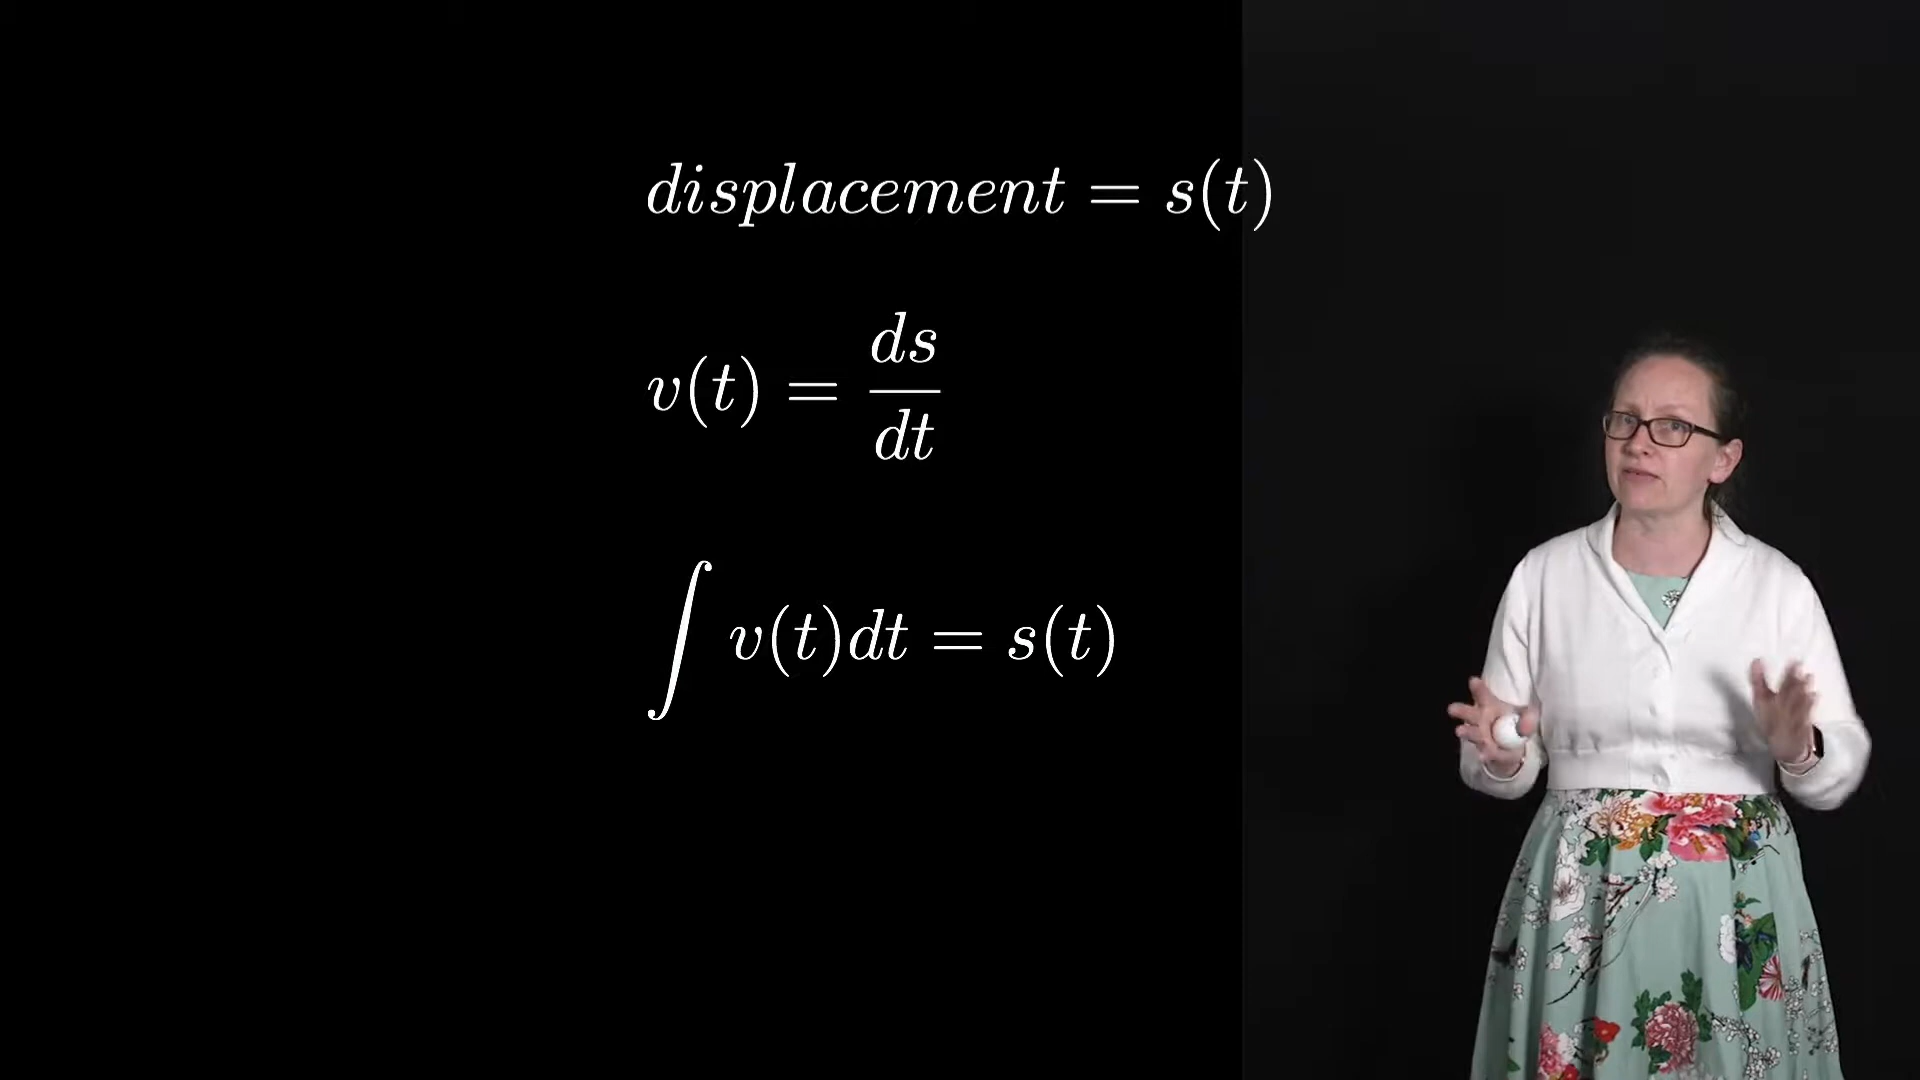 displacement = s(t)
v(t) = ds/dt
∫ v(t)dt = s(t)